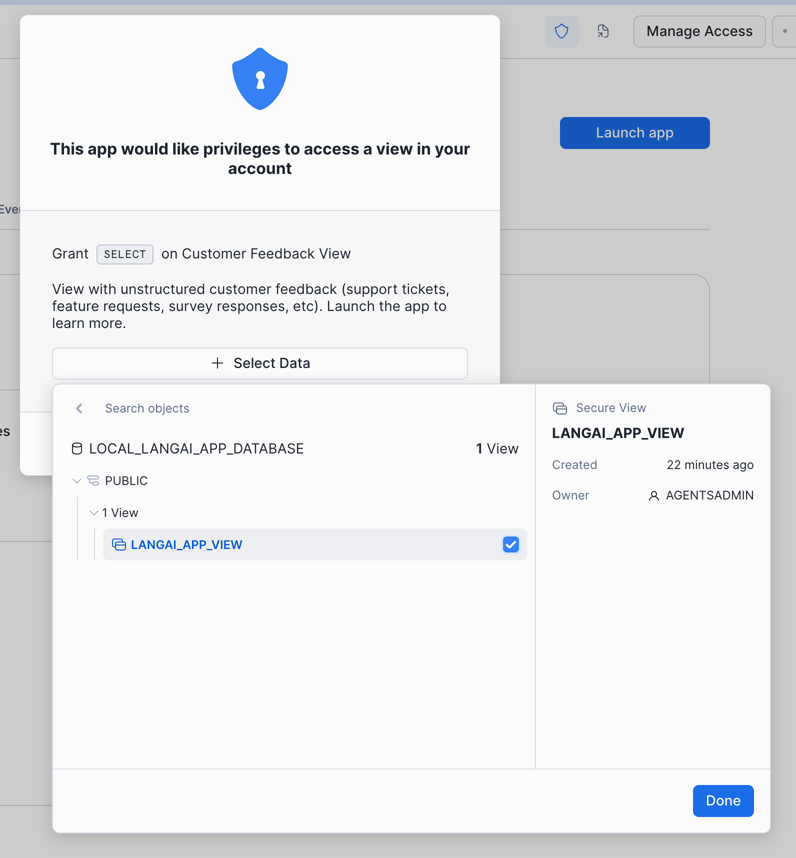 Manage Access
This app would like privileges to access a view in your
account
Launch app
Grant SELECT on Customer Feedback View
View with unstructured customer feedback (support tickets,
feature requests, survey responses, etc). Launch the app to
learn more.
+ Select Data
Search objects
LOCAL_LANGAI_APP_DATABASE 1 View
PUBLIC
1 View
LANGAI_APP_VIEW
Secure View
LANGAI_APP_VIEW
Created 22 minutes ago
Owner AGENTSADMIN
Done